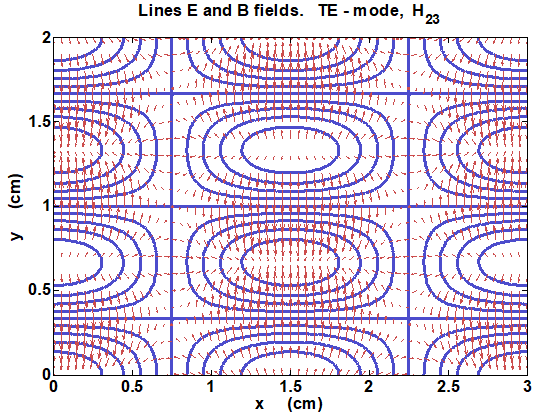 Lines E and B fields. TE - mode, H23
2
1.5
1
0.5
0
y (cm)
0 0.5 1 1.5 2 2.5 3
x (cm)